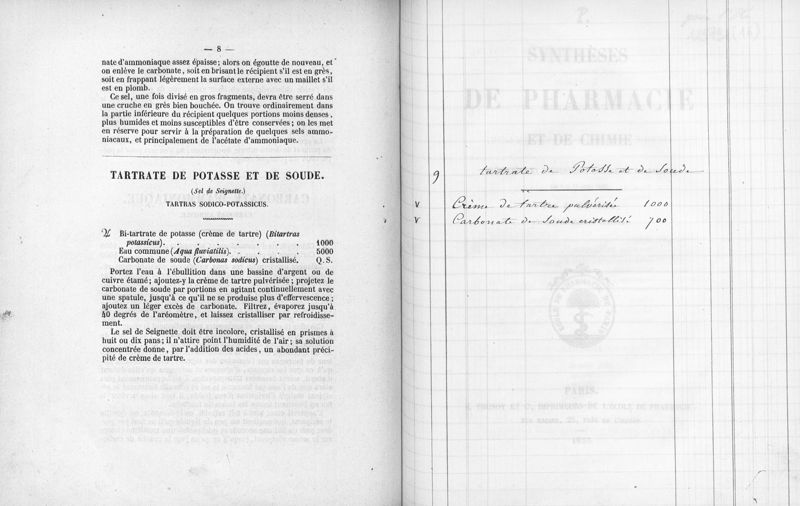 — 8 —
nate d'ammoniaque assez épaisse; alors on égoutte de nouveau, et
on enlève le carbonate, soit en brisant le récipient s'il est en grès,
soit en frappant légèrement la surface externe avec un maillet s'il
est en plomb.
Ce sel, une fois divisé en gros fragments, devra être serré dans
une cruche en grès bien bouchée. On trouve ordinairement dans
la partie inférieure du récipient quelques portions moins denses,
plus humides et moins susceptibles d'être conservées; on les met
en réserve pour servir à la préparation de quelques sels ammo-
niacaux, et principalement de l'acétate d'ammoniaque.
TARTRATE DE POTASSE ET DE SOUDE.
(Sel de Seignette.)
TARTRAS SODICO-POTASSICUS.
♃ Bi-tartrate de potasse (crème de tartre) (Bitartras
potassicus). . . . . . . . 1000
Eau commune (Aqua fluviatilis). . . . . 5000
Carbonate de soude (Carbonas sodicus) cristallisé. Q. S.
Portez l'eau à l'ébullition dans une bassine d'argent ou de
cuivre étamé; ajoutez-y la crème de tartre pulvérisée; projetez le
carbonate de soude par portions en agitant continuellement avec
une spatule, jusqu'à ce qu'il ne se produise plus d'effervescence;
ajoutez un léger excès de carbonate. Filtrez, évaporez jusqu'à
40 degrés de l'aréomètre, et laissez cristalliser par refroidisse-
ment.
Le sel de Seignette doit être incolore, cristallisé en prismes à
huit ou dix pans; il n'attire point l'humidité de l'air; sa solution
concentrée donne, par l'addition des acides, un abondant préci-
pité de crème de tartre.
P.
SYNTHÈSES
DE PHARMACIE
ET DE CHIMIE
9 tartrate de Potasse et de Soude
v Crème de tartre pulvérisée 1000
v Carbonate de soude cristallisé 700
PARIS.